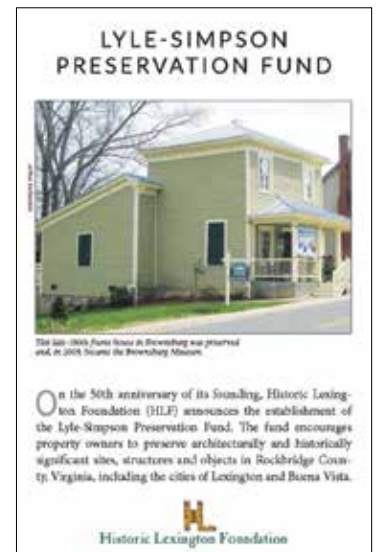 LYLE-SIMPSON
PRESERVATION FUND
This late-1800s frame house in Brownsburg was preserved
and, in 2009, became the Brownsburg Museum.
On the 50th anniversary of its founding, Historic Lexing-
ton Foundation (HLF) announces the establishment of
the Lyle-Simpson Preservation Fund. The fund encourages
property owners to preserve architecturally and historically
significant sites, structures and objects in Rockbridge Coun-
ty, Virginia, including the cities of Lexington and Buena Vista.
HL
Historic Lexington Foundation